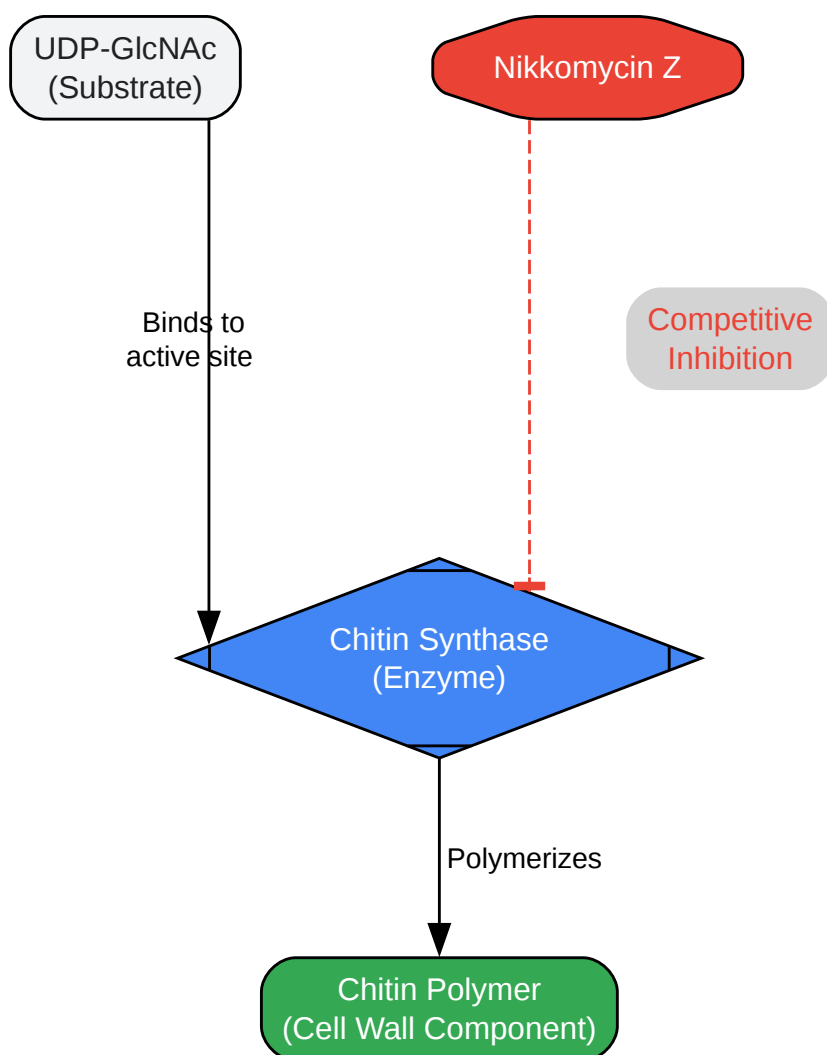 UDP-GlcNAc
(Substrate)
Nikkomycin Z
Binds to
active site
Competitive
Inhibition
Chitin Synthase
(Enzyme)
Polymerizes
Chitin Polymer
(Cell Wall Component)